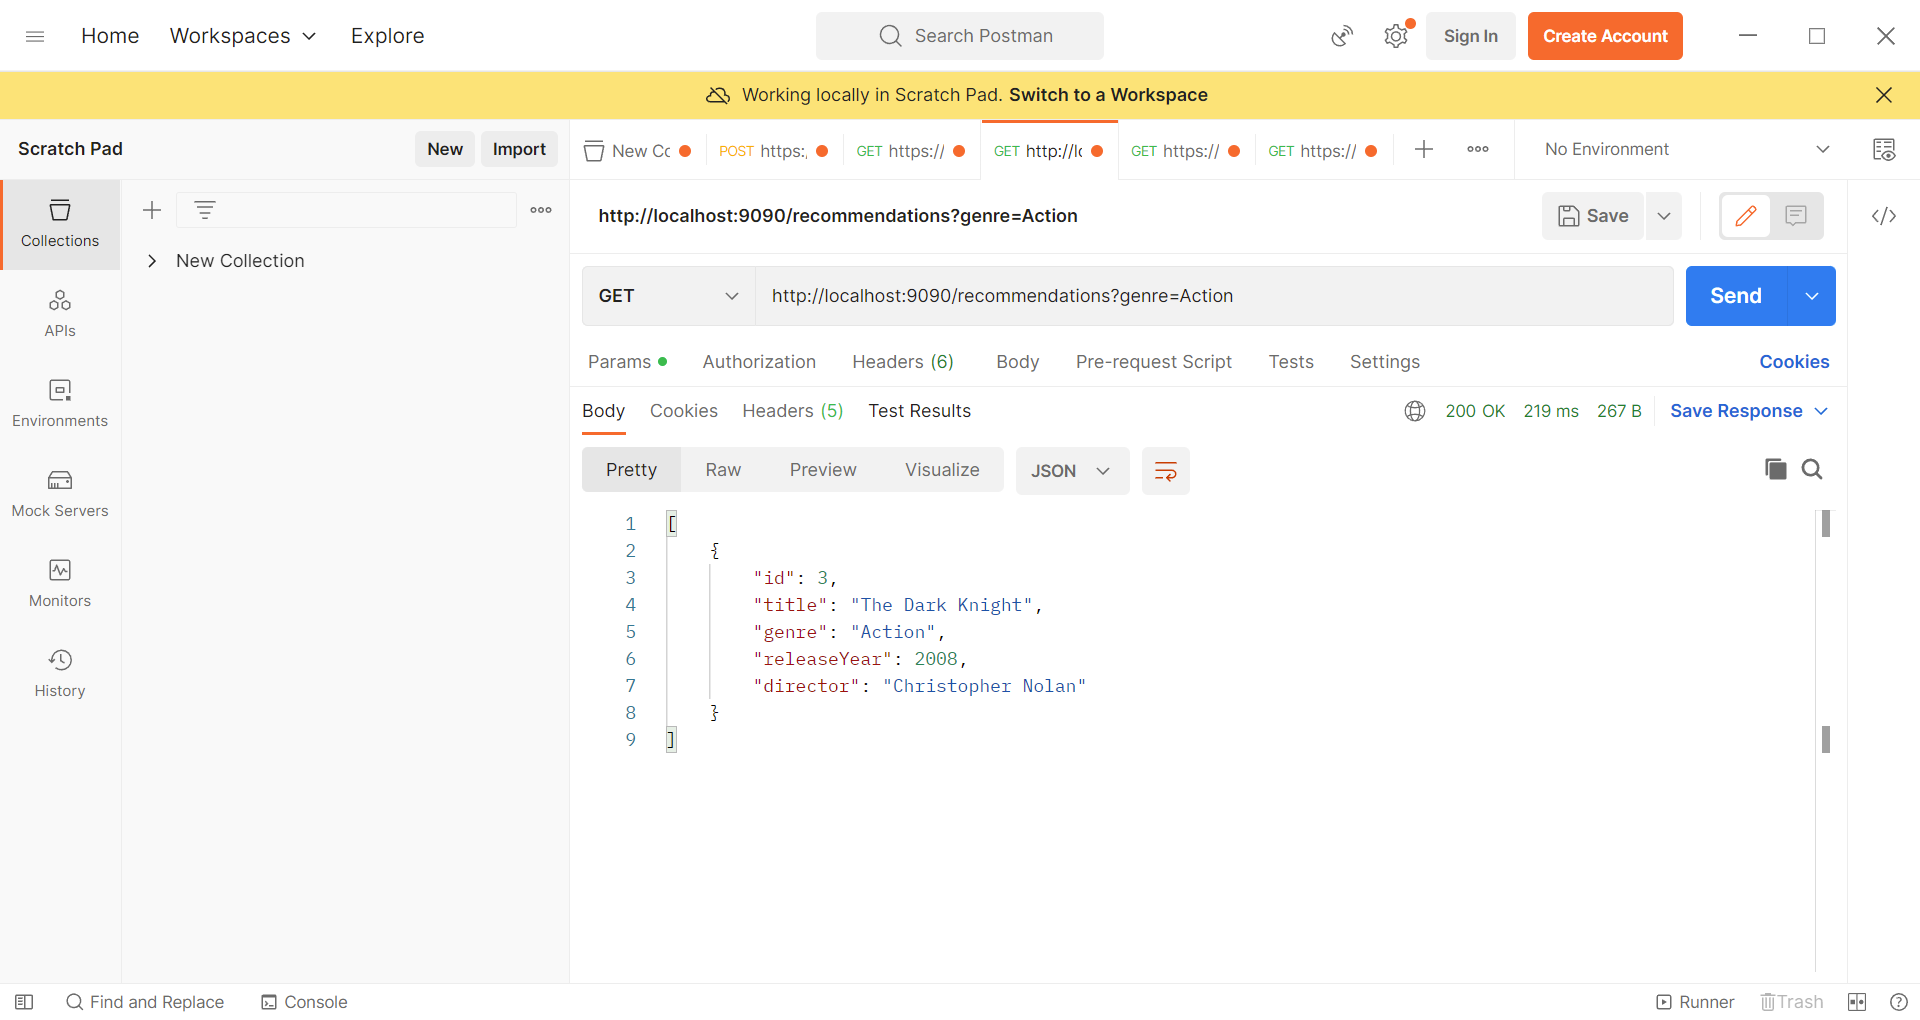 Home Workspaces Explore Search Postman Sign In Create Account
Working locally in Scratch Pad. Switch to a Workspace
Scratch Pad New Import
New Co POST https:, GET https:// GET http://lo GET https:// GET https:// No Environment
Collections
APIs
Environments
Mock Servers
Monitors
History
New Collection
http://localhost:9090/recommendations?genre=Action Save
GET http://localhost:9090/recommendations?genre=Action Send
Params Authorization Headers (6) Body Pre-request Script Tests Settings Cookies
Body Cookies Headers (5) Test Results 200 OK 219 ms 267 B Save Response
Pretty Raw Preview Visualize JSON
1 [
2 {
3 "id": 3,
4 "title": "The Dark Knight",
5 "genre": "Action",
6 "releaseYear": 2008,
7 "director": "Christopher Nolan"
8 }
9 ]
Find and Replace Console Runner Trash